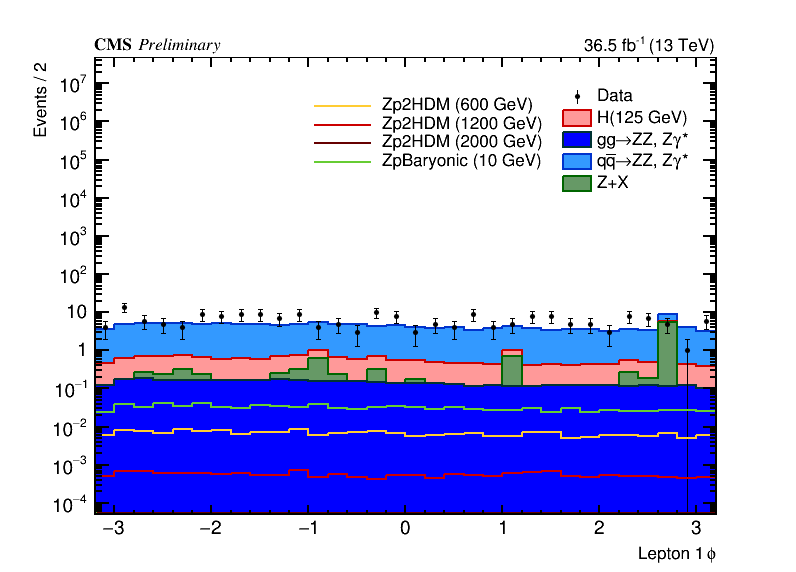 CMS Preliminary 36.5 fb⁻¹ (13 TeV)
Events / 2
Zp2HDM (600 GeV)
Zp2HDM (1200 GeV)
Zp2HDM (2000 GeV)
ZpBaryonic (10 GeV)
Data
H(125 GeV)
gg→ZZ, Zγ*
qq̅→ZZ, Zγ*
Z+X
10⁷
10⁶
10⁵
10⁴
10³
10²
10
1
10⁻¹
10⁻²
10⁻³
10⁻⁴
−3 −2 −1 0 1 2 3
Lepton 1 ϕ